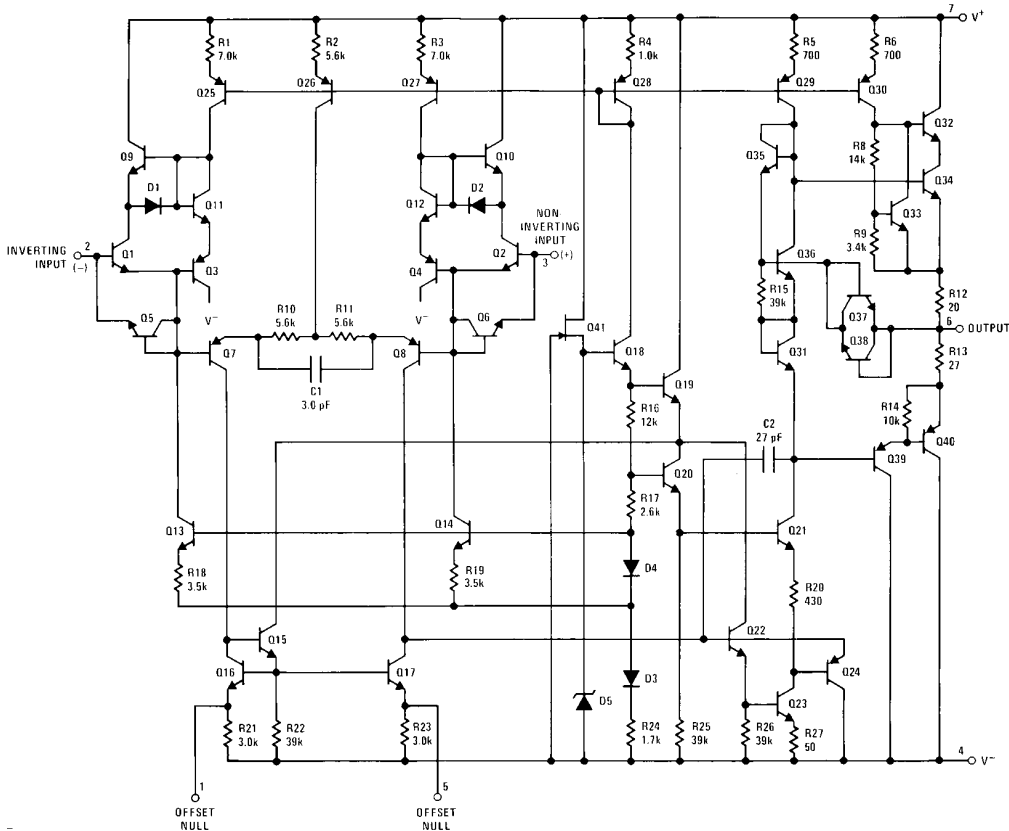 7 V+
R1 7.0k
R2 5.6k
R3 7.0k
R4 1.0k
R5 700
R6 700
Q25
Q26
Q27
Q28
Q29
Q30
Q32
R8 14k
Q9
Q10
Q35
Q34
D1
Q11
Q12
D2
Q33
NON-
INVERTING
INPUT
3 (+)
R9 3.4k
INVERTING
INPUT
2
(-)
Q1
Q3
Q4
Q2
Q36
R15 39k
R12 20
V-
V-
Q5
R10 5.6k
R11 5.6k
Q6
Q41
Q37
6
OUTPUT
Q38
Q7
Q8
Q18
Q31
R13 27
C1
3.0 pF
Q19
R14 10k
R16 12k
C2
27 pF
Q40
Q39
Q20
R17 2.6k
Q13
Q14
Q21
R18 3.5k
R19 3.5k
D4
R20 430
Q15
Q22
Q16
Q17
D3
Q24
Q23
D5
R21 3.0k
R22 39k
R23 3.0k
R24 1.7k
R25 39k
R26 39k
R27 50
4
V-
1
5
OFFSET
NULL
OFFSET
NULL